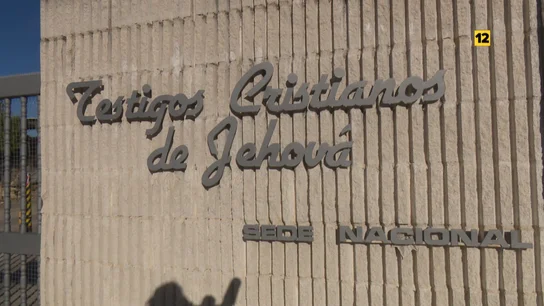 12
Testigos Cristianos
de Jehová
SEDE NACIONAL